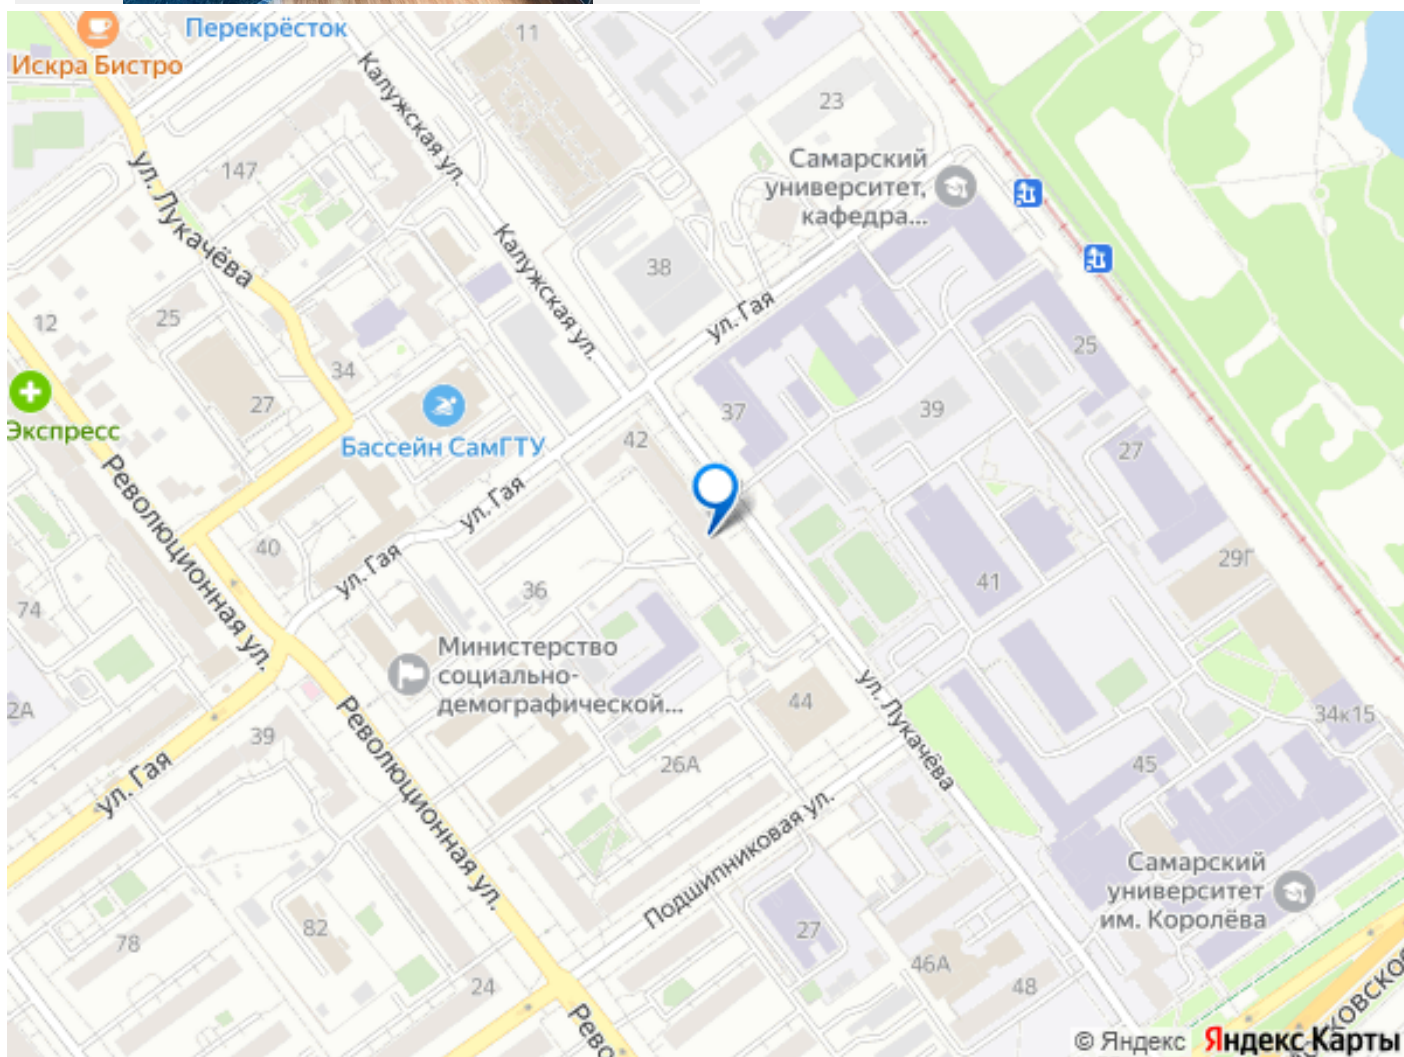 Перекрёсток
11
Искра Бистро
Калужская ул.
23
147
Самарский
университет,
кафедра...
ул. Лукачёва
Калужская ул.
38
12
25
ул. Гая
34
25
27
37
39
Экспресс
Бассейн СамГТУ
42
27
Революционная ул.
ул. Гая
40
ул. Гая
29Г
74
36
41
Министерство
социально-
демографической...
2А
44
ул. Лукачёва
34к15
39
26А
45
ул. Гая
Революционная ул.
Подшипниковая ул.
Самарский
университет
им. Королёва
78
82
27
46А
24
48
Рево
ОВСКО
© Яндекс Яндекс Карты